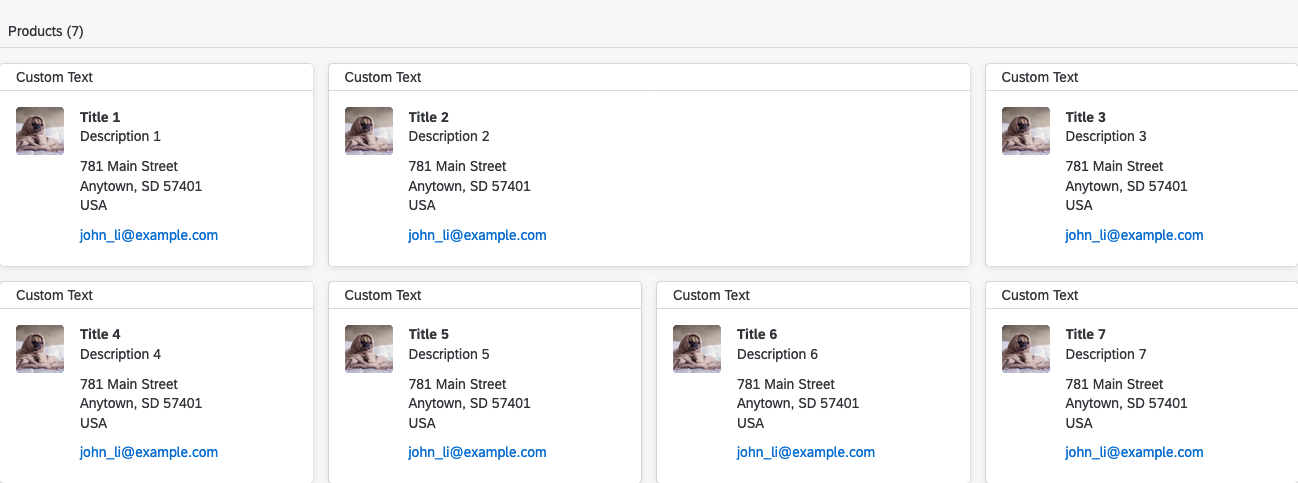 Products (7)
Custom Text
Title 1
Description 1
781 Main Street
Anytown, SD 57401
USA
john_li@example.com
Custom Text
Title 2
Description 2
781 Main Street
Anytown, SD 57401
USA
john_li@example.com
Custom Text
Title 3
Description 3
781 Main Street
Anytown, SD 57401
USA
john_li@example.com
Custom Text
Title 4
Description 4
781 Main Street
Anytown, SD 57401
USA
john_li@example.com
Custom Text
Title 5
Description 5
781 Main Street
Anytown, SD 57401
USA
john_li@example.com
Custom Text
Title 6
Description 6
781 Main Street
Anytown, SD 57401
USA
john_li@example.com
Custom Text
Title 7
Description 7
781 Main Street
Anytown, SD 57401
USA
john_li@example.com